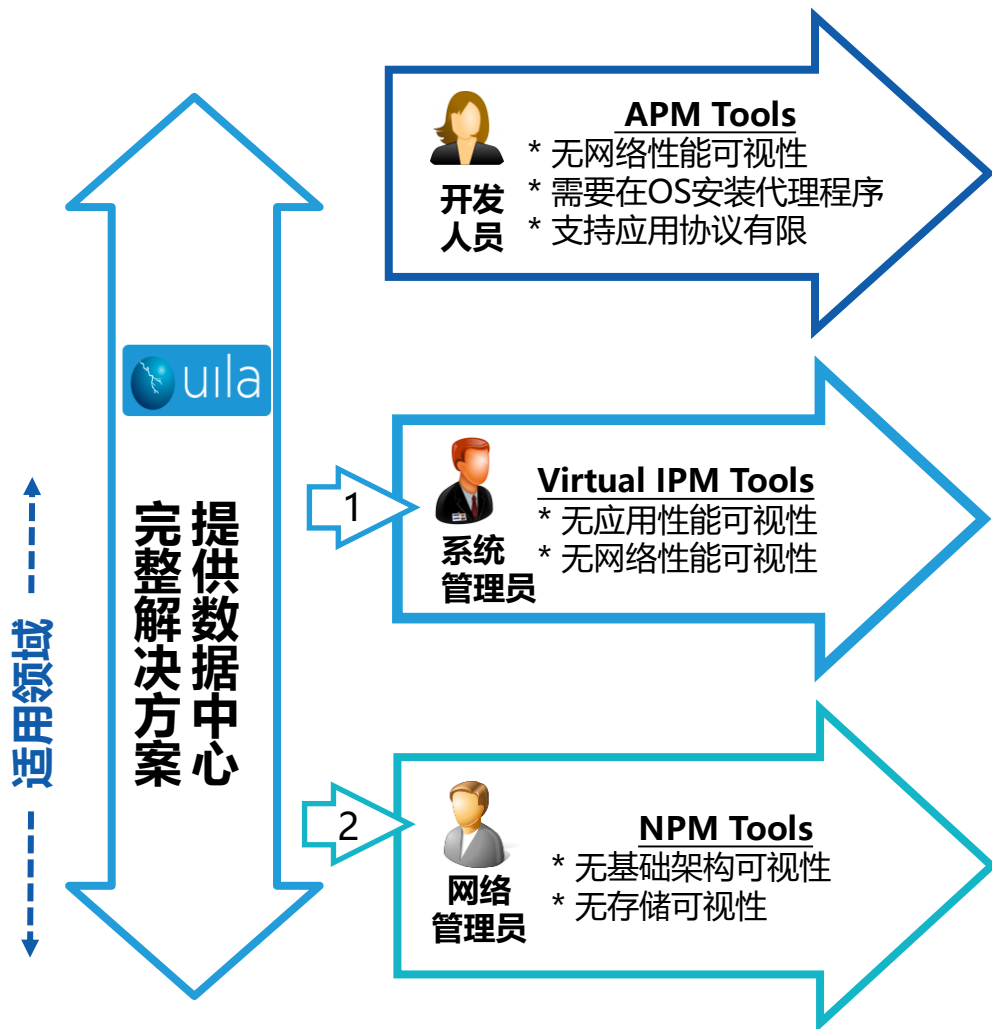 APM Tools
* 无网络性能可视性
* 需要在OS安装代理程序
* 支持应用协议有限
开发
人员
uıla
提供数据中心
完整解决方案
适用领域
1
Virtual IPM Tools
* 无应用性能可视性
* 无网络性能可视性
系统
管理员
2
NPM Tools
* 无基础架构可视性
* 无存储可视性
网络
管理员